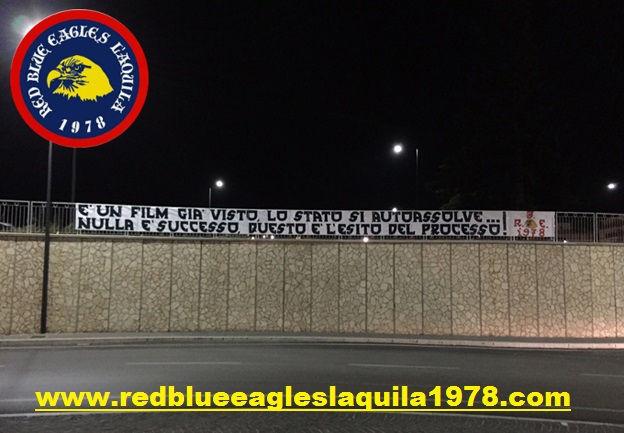 RED BLUE EAGLES L'AQUILA
1978
E' UN FILM GIA' VISTO, LO STATO SI AUTOASSOLVE...
NULLA E' SUCCESSO, QUESTO E' L'ESITO DEL PROCESSO!
R.B.E.
1978
www.redblueeagleslaquila1978.com